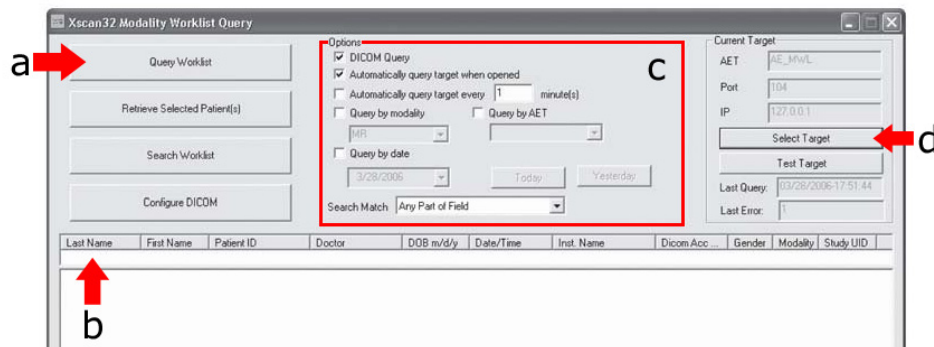 Xscan32 Modality Worklist Query
a
Query Worklist
Retrieve Selected Patient(s)
Search Worklist
Configure DICOM
Options
DICOM Query
Automatically query target when opened
Automatically query target every 1 minute(s)
Query by modality Query by AET
MR
Query by date
3/28/2006 Today Yesterday
Search Match Any Part of Field
c
Current Target
AET AE_MWL
Port 104
IP 127.0.0.1
Select Target
d
Test Target
Last Query: 03/28/2006-17:51:44
Last Error: 1
Last Name First Name Patient ID Doctor DOB m/d/y Date/Time Inst. Name Dicom Acc ... Gender Modality Study UID
b